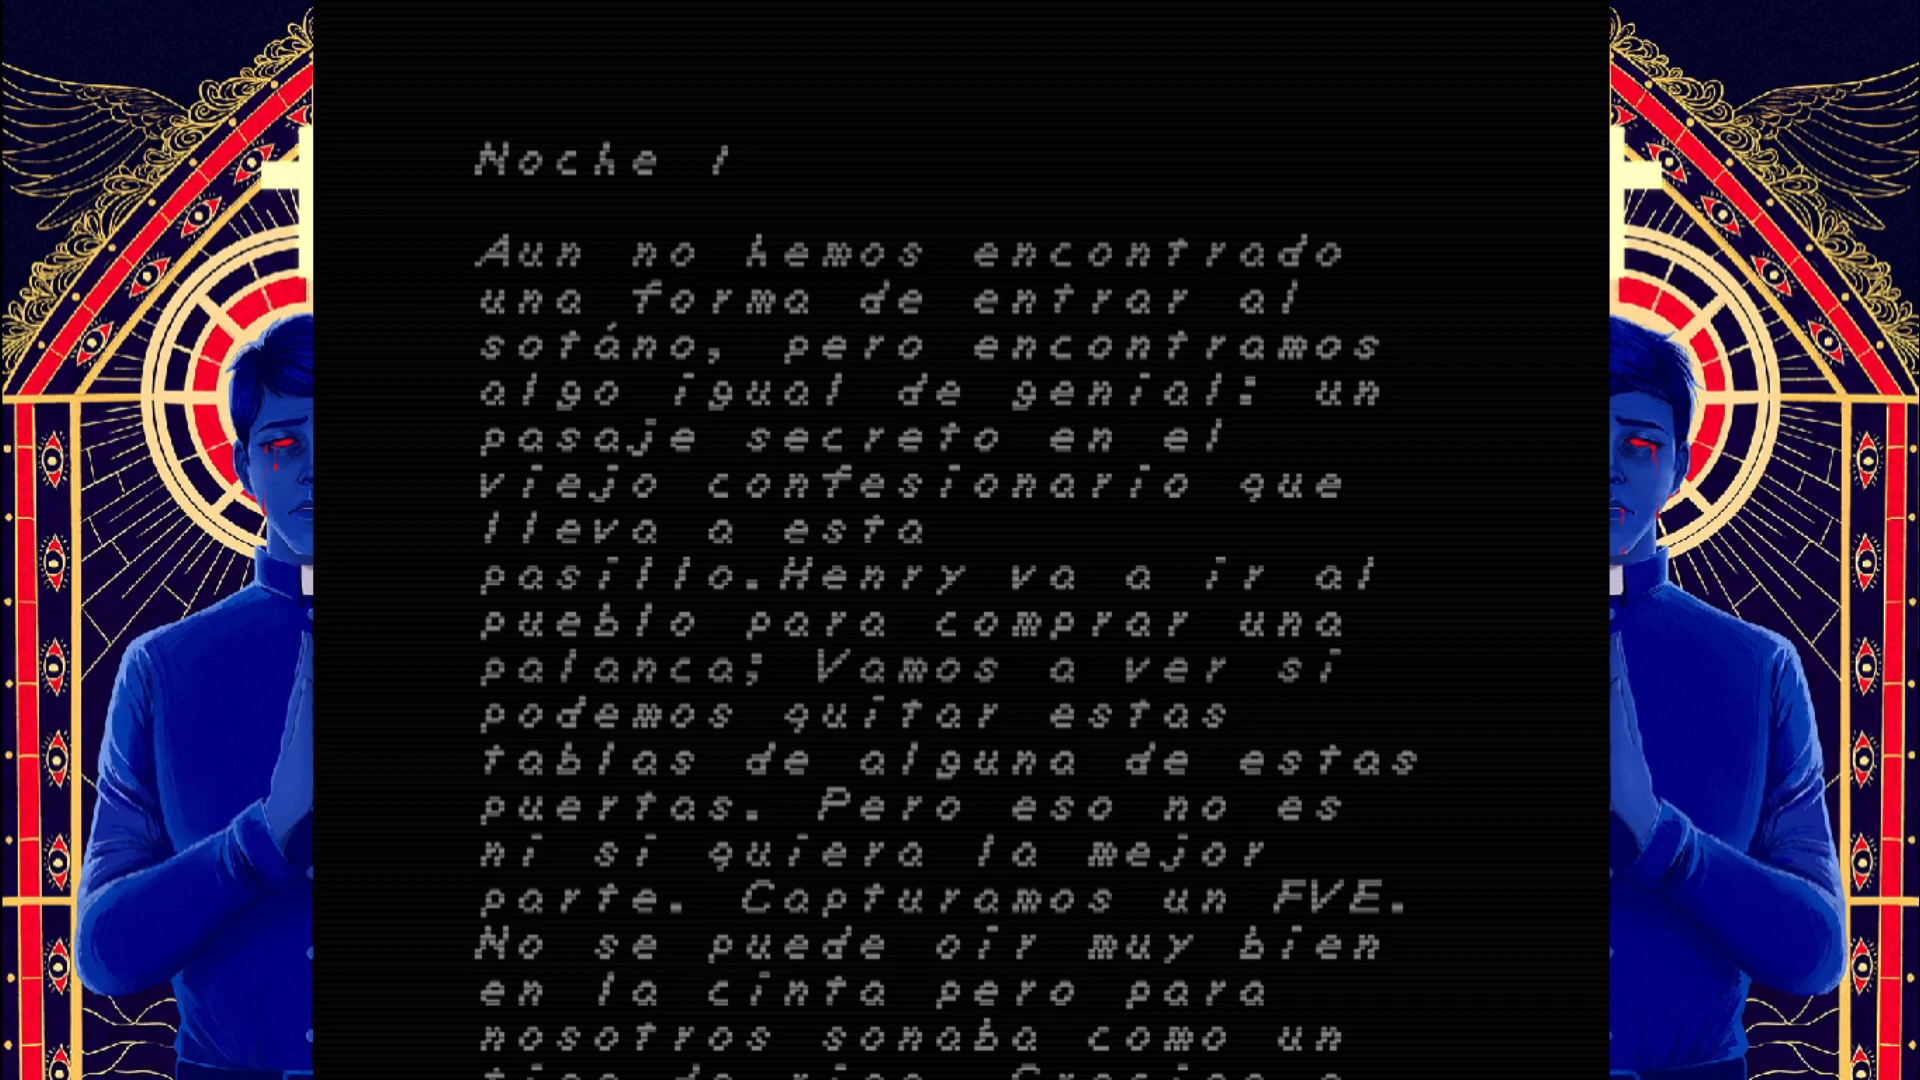 Noche 1
Aun no hemos encontrado
una forma de entrar al
sotáno, pero encontramos
algo igual de genial: un
pasaje secreto en el
viejo confesionario que
lleva a esta
pasillo.Henry va a ir al
pueblo para comprar una
palanca; Vamos a ver si
podemos quitar estas
tablas de alguna de estas
puertas. Pero eso no es
ni si quiera la mejor
parte. Capturamos un FVE.
No se puede oir muy bien
en la cinta pero para
nosotros sonaba como un